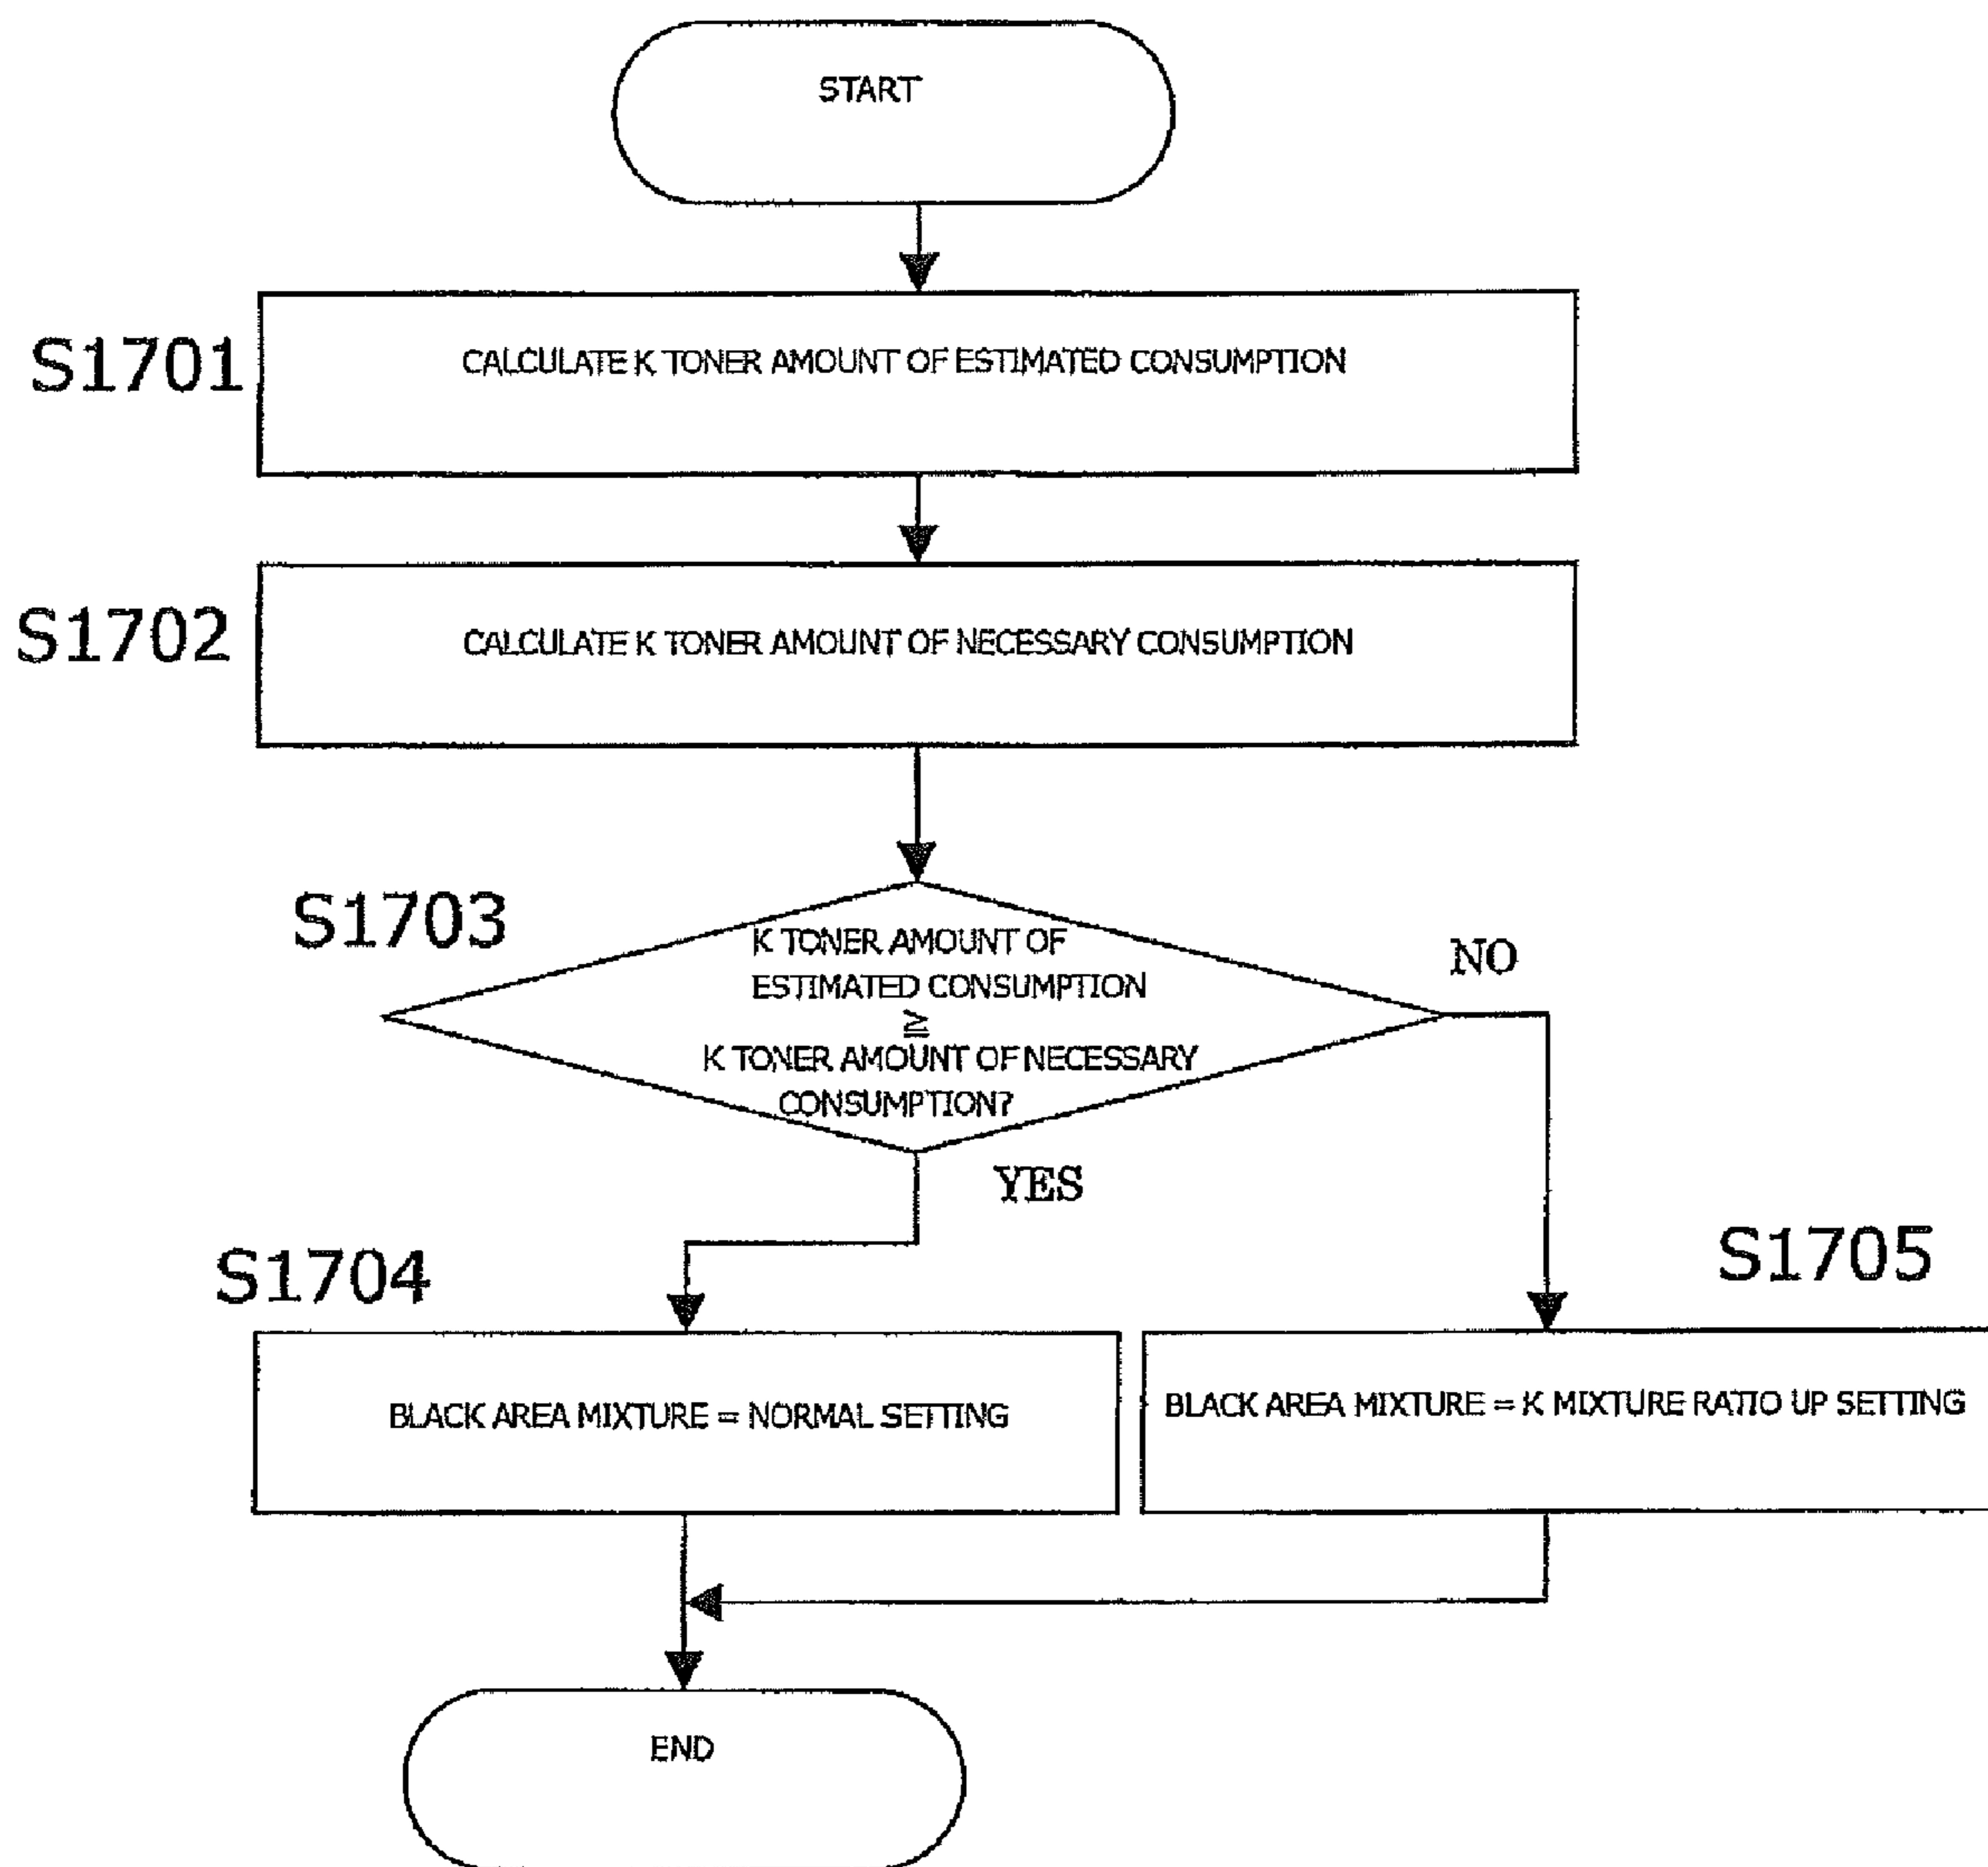 START
S1701
CALCULATE K TONER AMOUNT OF ESTIMATED CONSUMPTION
S1702
CALCULATE K TONER AMOUNT OF NECESSARY CONSUMPTION
S1703
K TONER AMOUNT OF
ESTIMATED CONSUMPTION
≧
K TONER AMOUNT OF NECESSARY
CONSUMPTION?
NO
YES
S1704
BLACK AREA MIXTURE = NORMAL SETTING
S1705
BLACK AREA MIXTURE = K MIXTURE RATIO UP SETTING
END